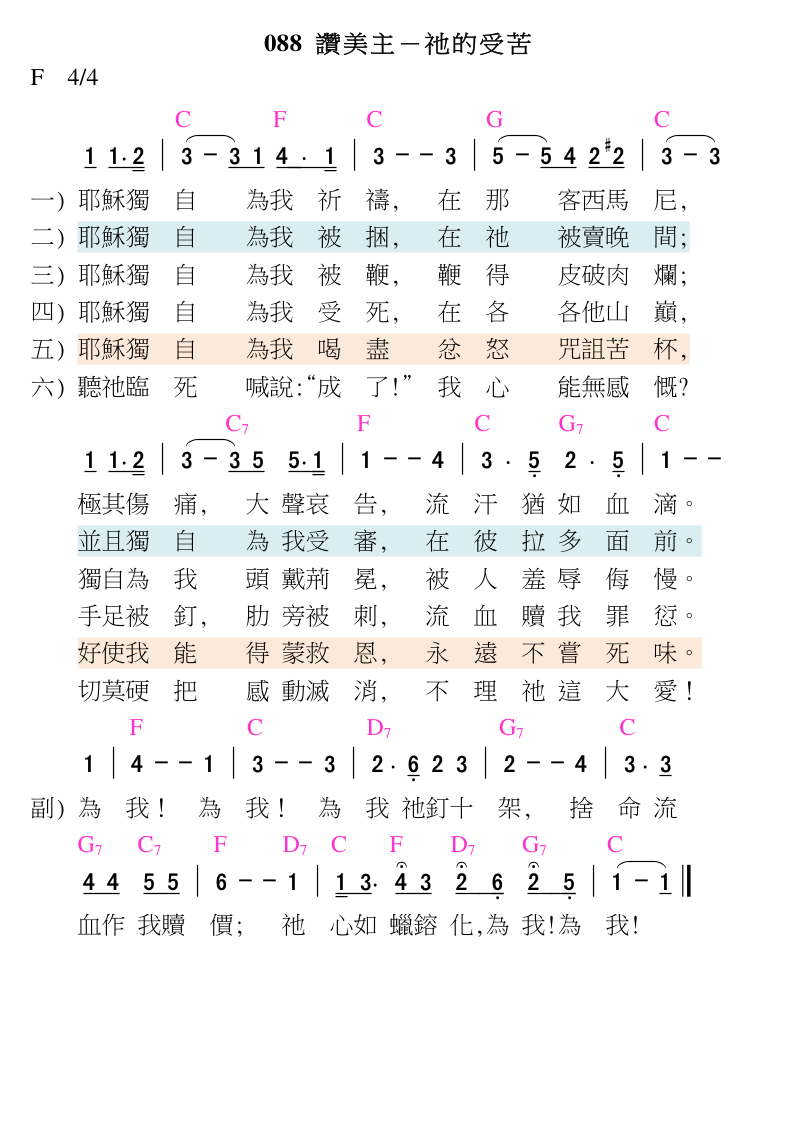 088 讚美主－祂的受苦
F 4/4
C F C G C
1 1·2 | 3 － 3 1 4 · 1 | 3 － － 3 | 5 － 5 4 2 #2 | 3 － 3
一) 耶穌獨 自 為我 祈 禱, 在 那 客西馬 尼,
二) 耶穌獨 自 為我 被 捆, 在 祂 被賣晚 間;
三) 耶穌獨 自 為我 被 鞭, 鞭 得 皮破肉 爛;
四) 耶穌獨 自 為我 受 死, 在 各 各他山 巔,
五) 耶穌獨 自 為我 喝 盡 忿 怒 咒詛苦 杯,
六) 聽祂臨 死 喊說:“成 了!” 我 心 能無感 慨?
C7 F C G7 C
1 1·2 | 3 － 3 5 5·1 | 1 － － 4 | 3 · 5 2 · 5 | 1 － －
極其傷 痛, 大 聲哀 告, 流 汗 猶 如 血 滴。
並且獨 自 為 我受 審, 在 彼 拉 多 面 前。
獨自為 我 頭 戴荊 冕, 被 人 羞 辱 侮 慢。
手足被 釘, 肋 旁被 刺, 流 血 贖 我 罪 愆。
好使我 能 得 蒙救 恩, 永 遠 不 嘗 死 味。
切莫硬 把 感 動滅 消, 不 理 祂 這 大 愛!
F C D7 G7 C
1 | 4 － － 1 | 3 － － 3 | 2 · 6 2 3 | 2 － － 4 | 3 · 3
副) 為 我! 為 我! 為 我 祂釘十 架, 捨 命 流
G7 C7 F D7 C F D7 G7 C
4 4 5 5 | 6 － － 1 | 1 3· 4 3 2 6 2 5 | 1 － 1 ‖
血作 我贖 價; 祂 心如 蠟鎔 化,為 我!為 我!